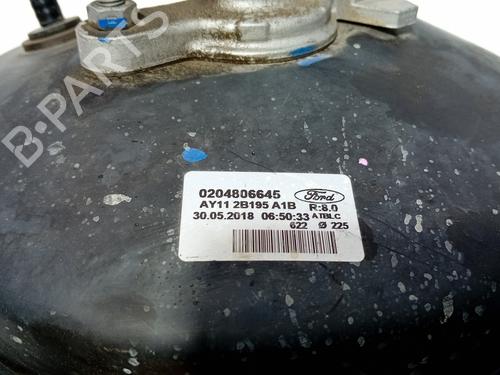 B-PARTS
0204806645
Ford
AY11 2B195 A1B R:8.0
30.05.2018 06:50:33 ATBLC
622 Ø 225